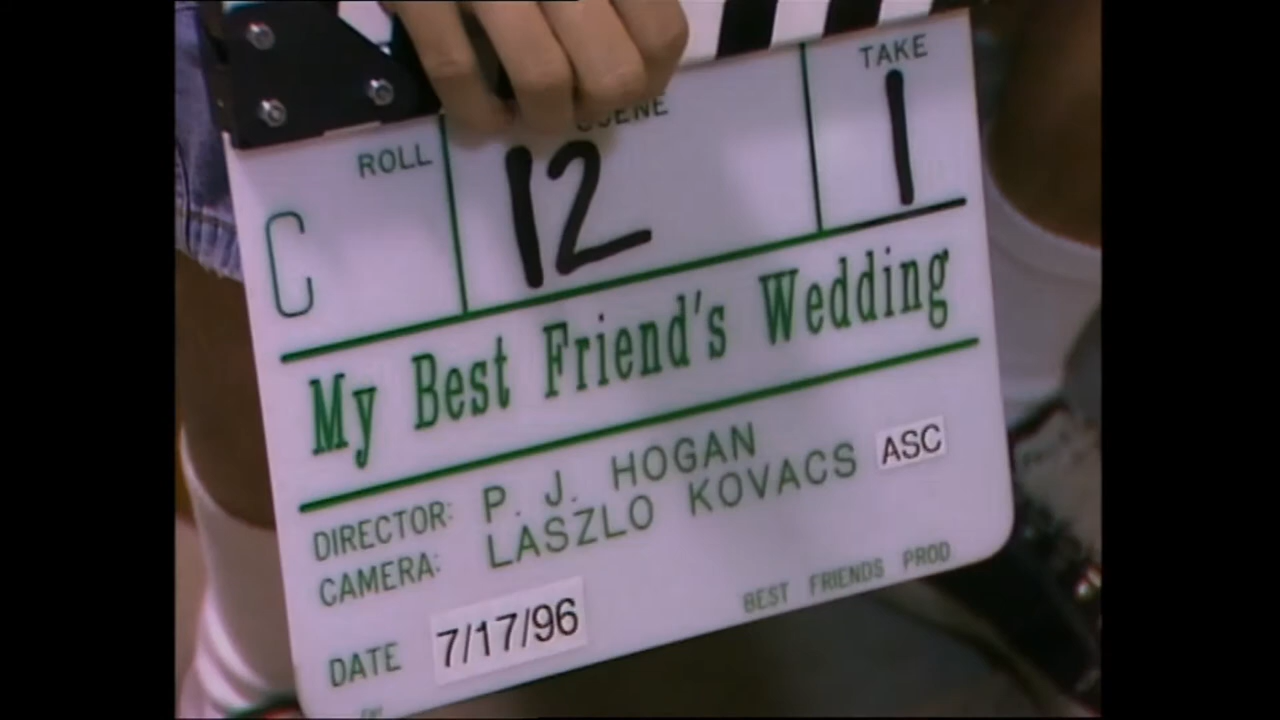 ROLL SCENE TAKE
C 12 1
My Best Friend's Wedding
DIRECTOR: P. J. HOGAN
CAMERA: LASZLO KOVACS ASC
DATE 7/17/96
BEST FRIENDS PROD